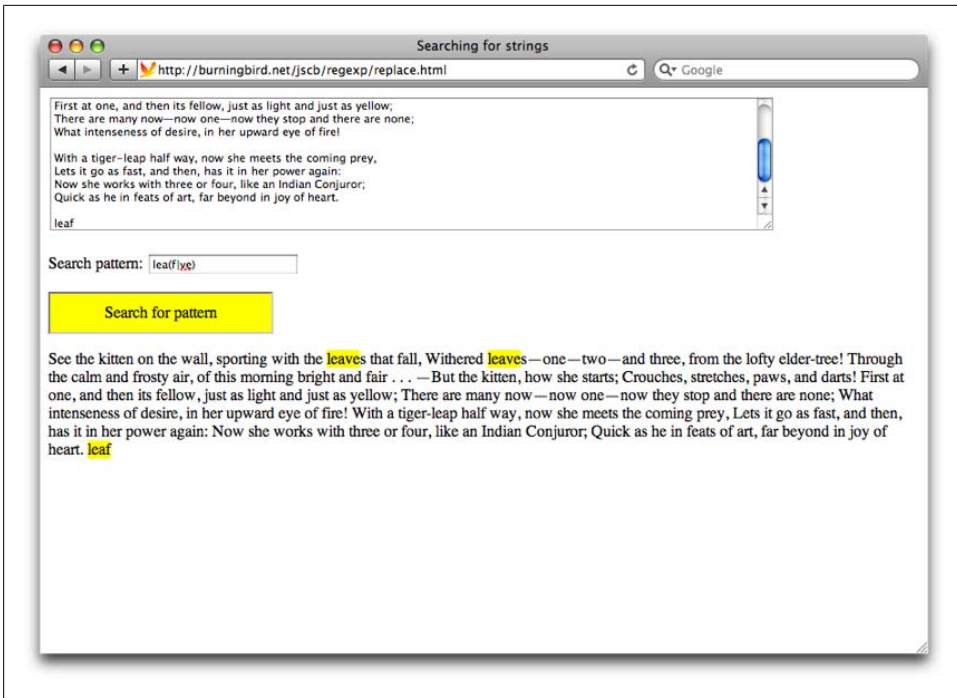 Searching for strings
http://burningbird.net/jscb/regexp/replace.html
Google
First at one, and then its fellow, just as light and just as yellow;
There are many now—now one—now they stop and there are none;
What intenseness of desire, in her upward eye of fire!
With a tiger-leap half way, now she meets the coming prey,
Lets it go as fast, and then, has it in her power again:
Now she works with three or four, like an Indian Conjuror;
Quick as he in feats of art, far beyond in joy of heart.
leaf
Search pattern: lea(f|ve)
Search for pattern
See the kitten on the wall, sporting with the leaves that fall, Withered leaves—one—two—and three, from the lofty elder-tree! Through
the calm and frosty air, of this morning bright and fair . . . —But the kitten, how she starts; Crouches, stretches, paws, and darts! First at
one, and then its fellow, just as light and just as yellow; There are many now—now one—now they stop and there are none; What
intenseness of desire, in her upward eye of fire! With a tiger-leap half way, now she meets the coming prey, Lets it go as fast, and then,
has it in her power again: Now she works with three or four, like an Indian Conjuror; Quick as he in feats of art, far beyond in joy of
heart. leaf